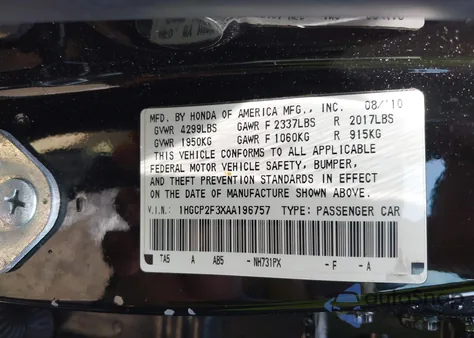 MFD. BY HONDA OF AMERICA MFG., INC. 08/10
GVWR 4299LBS GAWR F 2337LBS R 2017LBS
GVWR 1950KG GAWR F 1060KG R 915KG
THIS VEHICLE CONFORMS TO ALL APPLICABLE
FEDERAL MOTOR VEHICLE SAFETY, BUMPER,
AND THEFT PREVENTION STANDARDS IN EFFECT
ON THE DATE OF MANUFACTURE SHOWN ABOVE.
V.I.N.: 1HGCP2F3XAA196757 TYPE: PASSENGER CAR
TA5 A AB5 -NH731PX -F -A